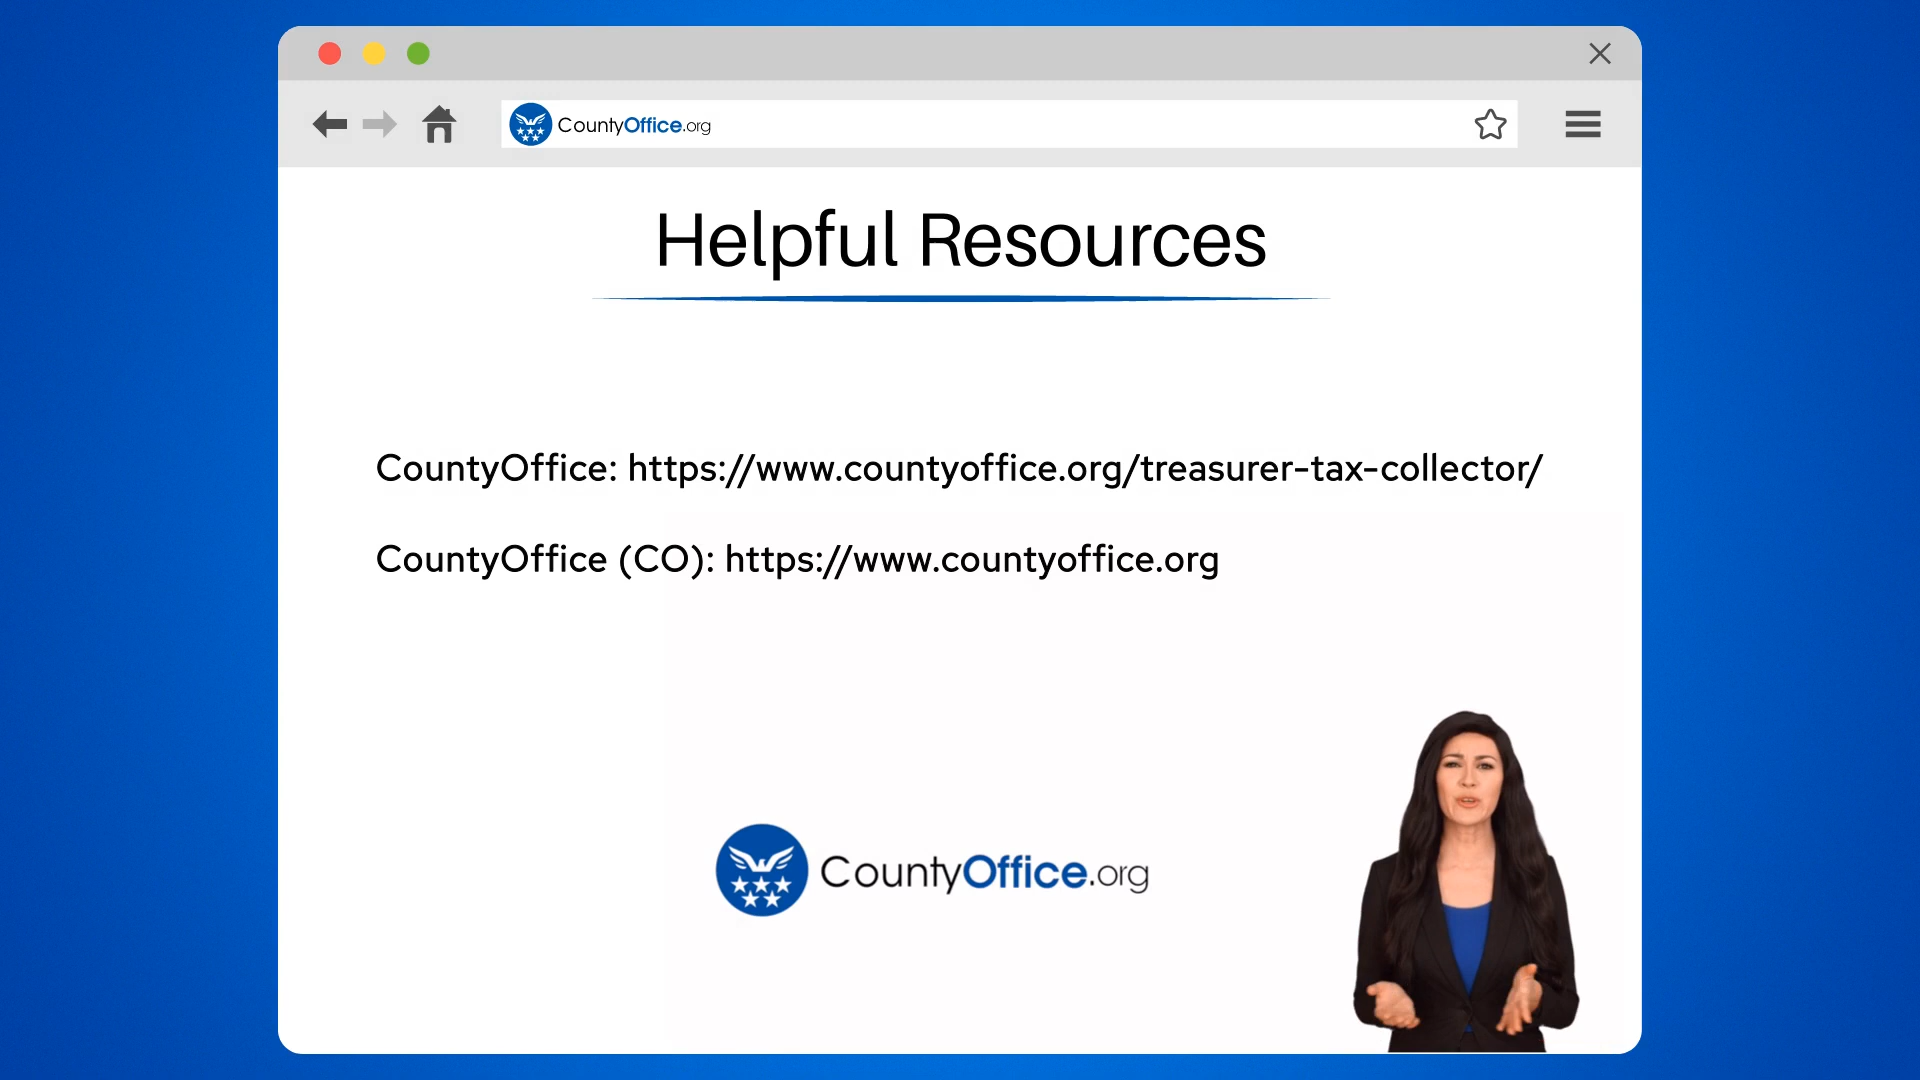 CountyOffice.org
Helpful Resources
CountyOffice: https://www.countyoffice.org/treasurer-tax-collector/
CountyOffice (CO): https://www.countyoffice.org
CountyOffice.org